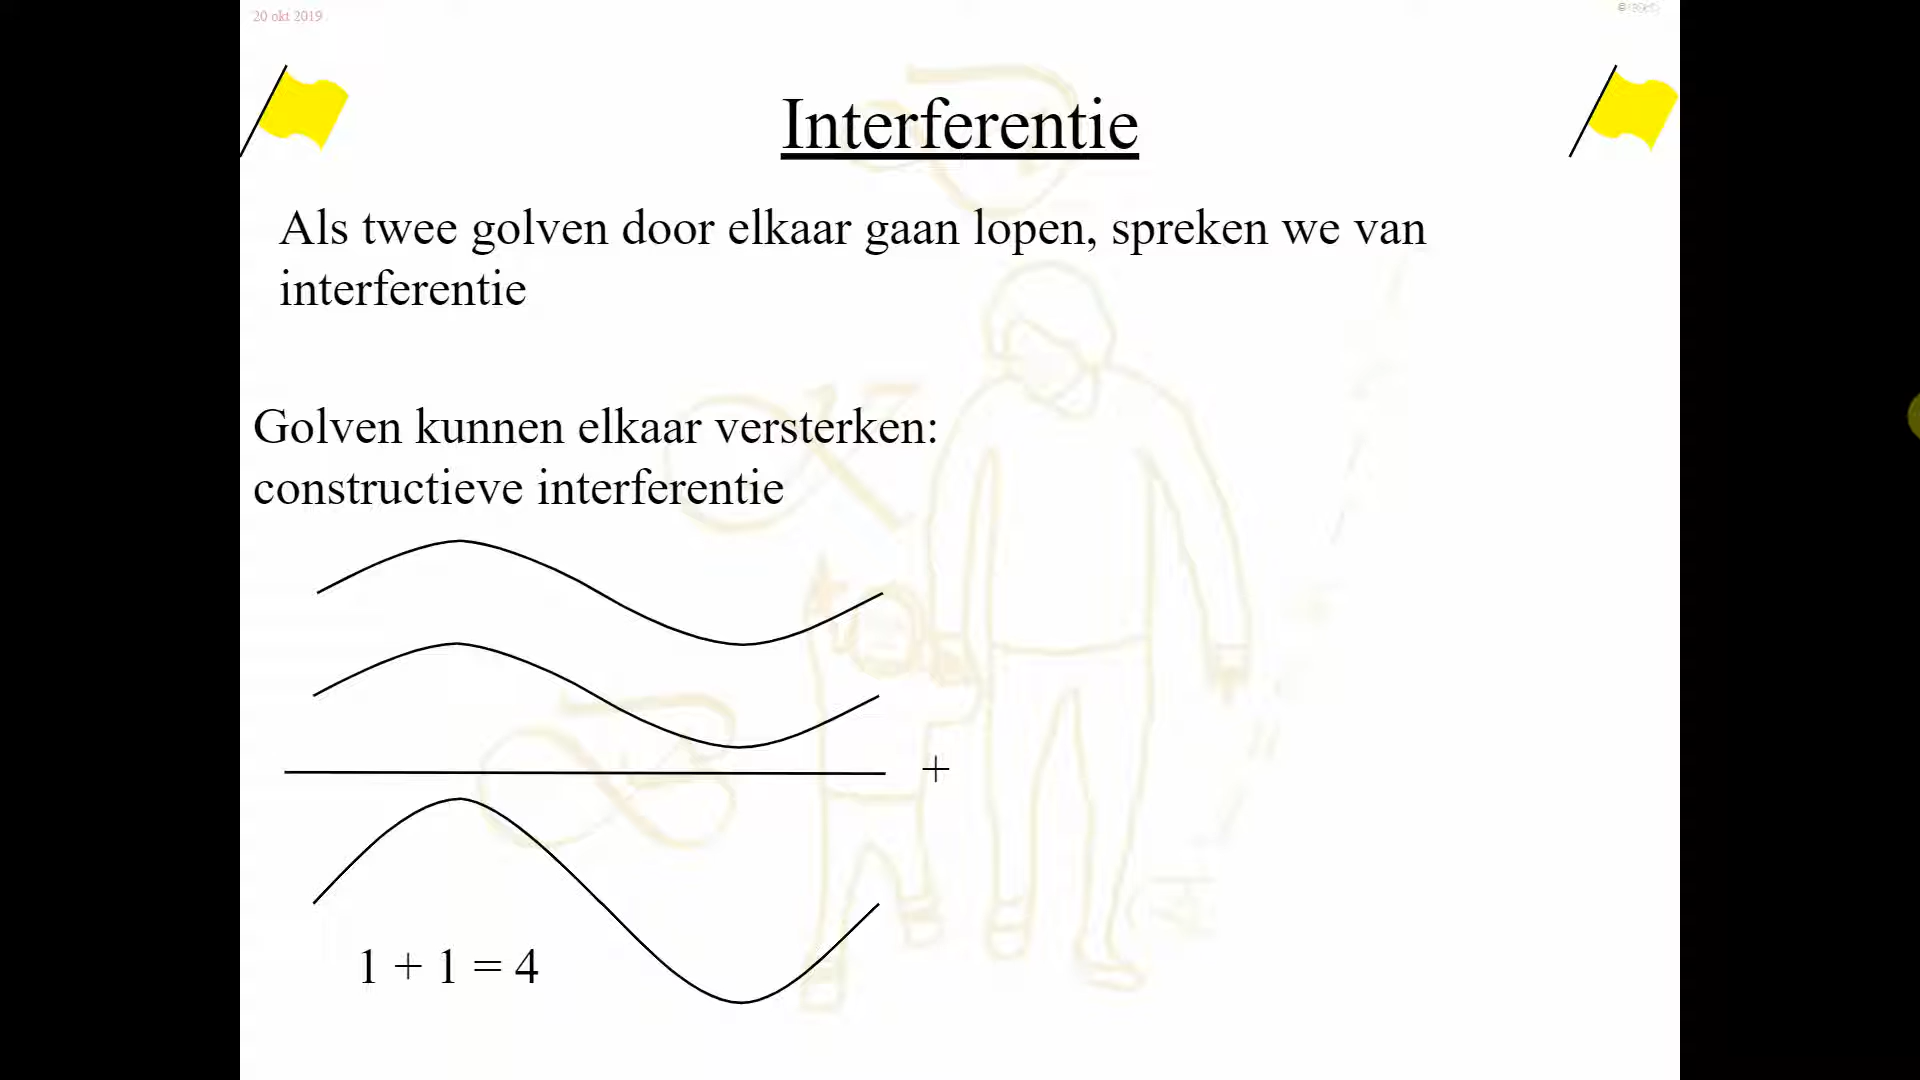 20 okt 2019
Interferentie
Als twee golven door elkaar gaan lopen, spreken we van
interferentie
Golven kunnen elkaar versterken:
constructieve interferentie
+
1 + 1 = 4